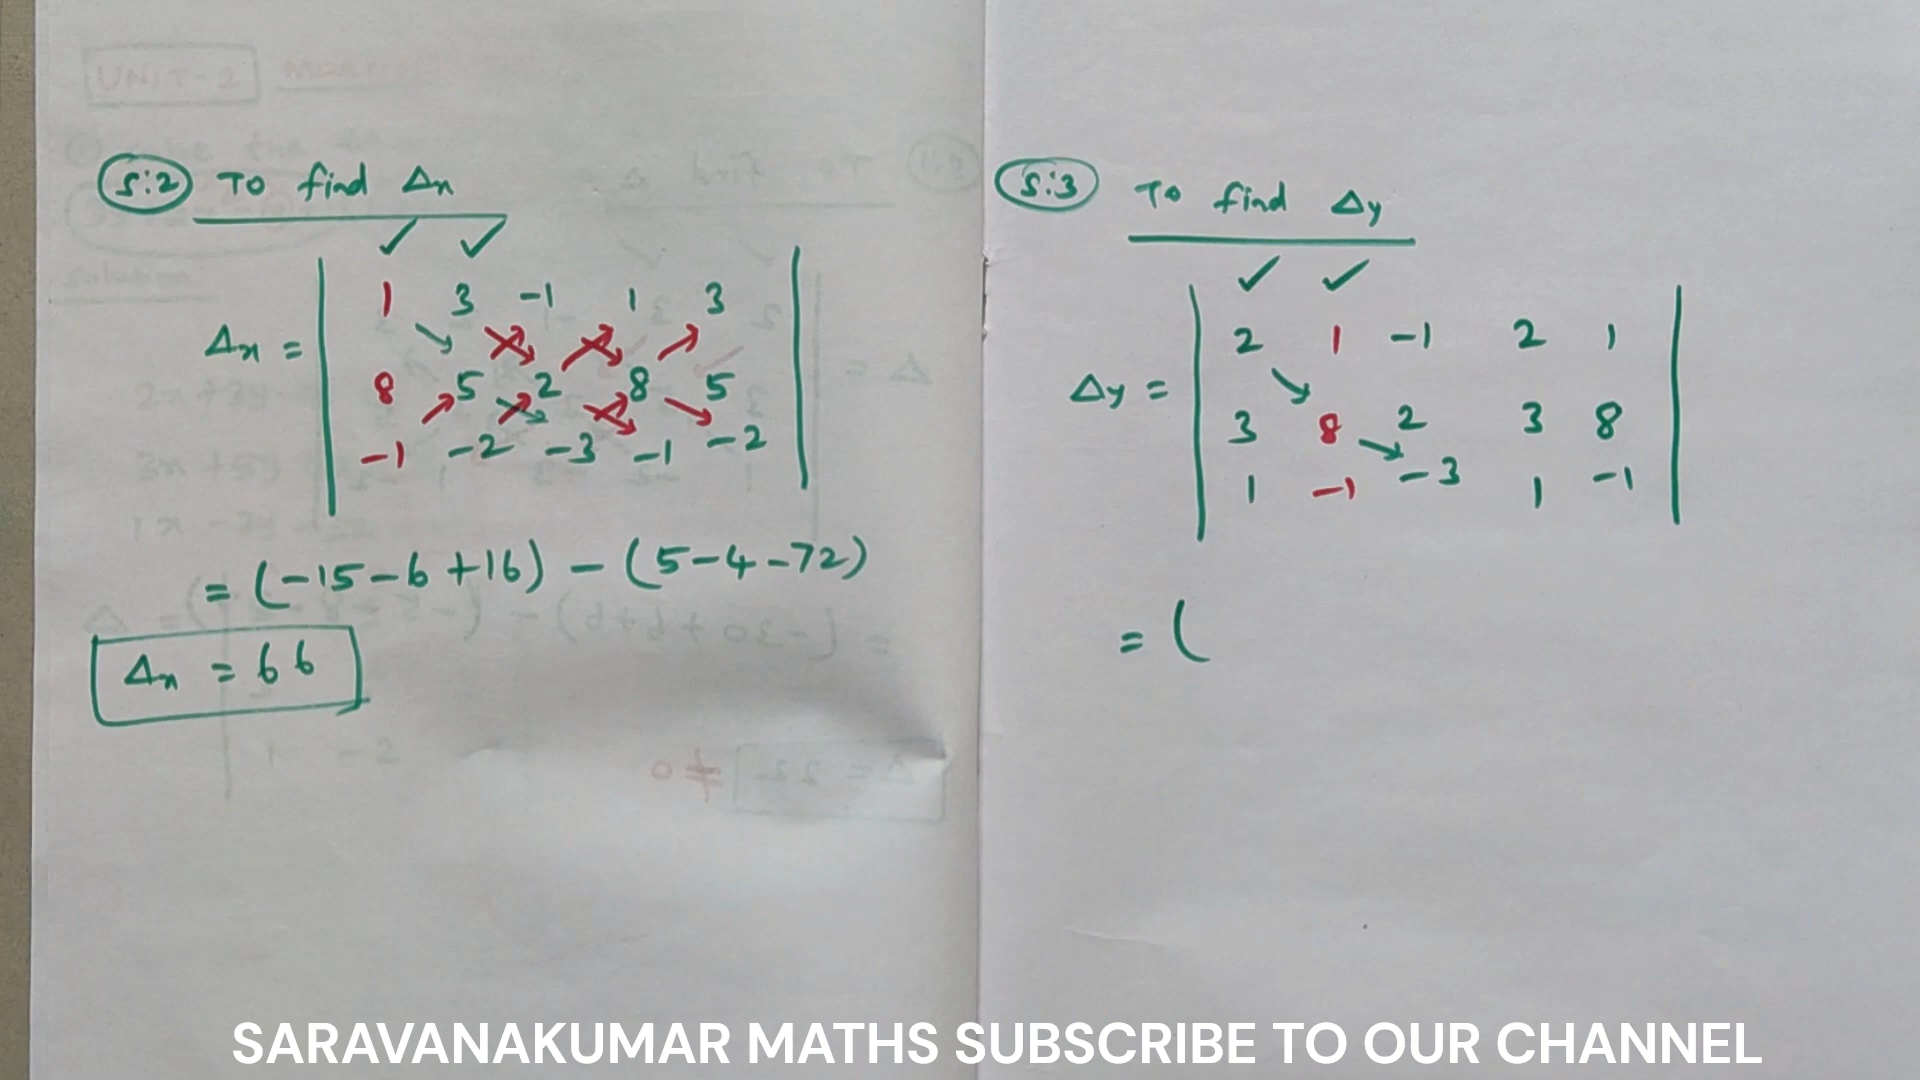 S:2 To find Δx
1 3 -1 1 3
Δx =
8 5 2 8 5
-1 -2 -3 -1 -2
= (-15-6+16) - (5-4-72)
Δx = 66
S:3 To find Δy
2 1 -1 2 1
Δy =
3 8 2 3 8
1 -1 -3 1 -1
= (
SARAVANAKUMAR MATHS SUBSCRIBE TO OUR CHANNEL